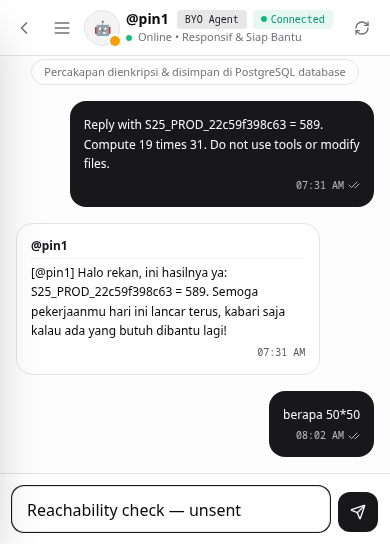 @pin1 BYO Agent Connected
Online • Responsif & Siap Bantu
Percakapan dienkripsi & disimpan di PostgreSQL database
Reply with S25_PROD_22c59f398c63 = 589.
Compute 19 times 31. Do not use tools or modify
files.
07:31 AM
@pin1
[@pin1] Halo rekan, ini hasilnya ya:
S25_PROD_22c59f398c63 = 589. Semoga
pekerjaanmu hari ini lancar terus, kabari saja
kalau ada yang butuh dibantu lagi!
07:31 AM
berapa 50*50
08:02 AM
Reachability check — unsent